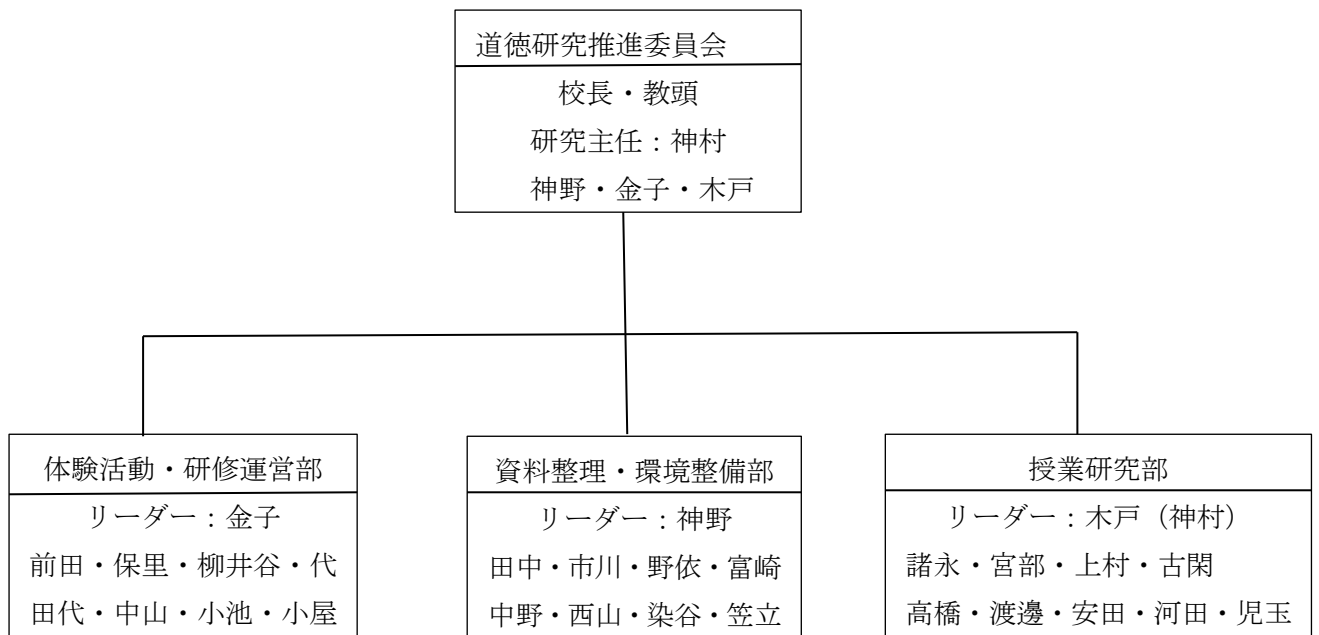 道徳研究推進委員会
校長・教頭
研究主任：神村
神野・金子・木戸
体験活動・研修運営部
リーダー：金子
前田・保里・柳井谷・代
田代・中山・小池・小屋
資料整理・環境整備部
リーダー：神野
田中・市川・野依・富崎
中野・西山・染谷・笠立
授業研究部
リーダー：木戸（神村）
諸永・宮部・上村・古閑
高橋・渡邊・安田・河田・児玉